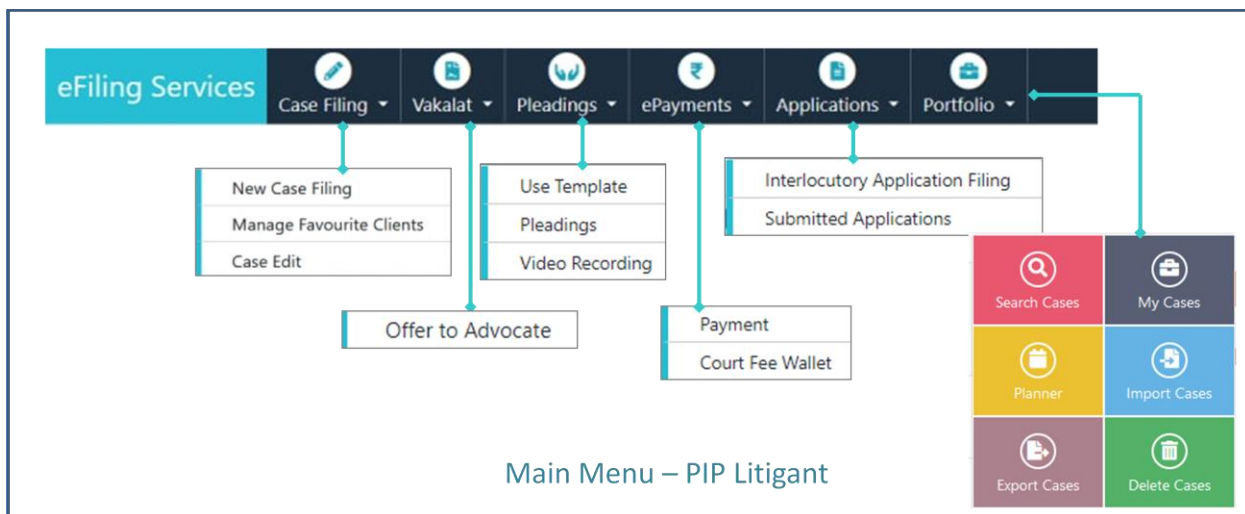 eFiling Services
Case Filing
Vakalat
Pleadings
ePayments
Applications
Portfolio
New Case Filing
Manage Favourite Clients
Case Edit
Offer to Advocate
Use Template
Pleadings
Video Recording
Payment
Court Fee Wallet
Interlocutory Application Filing
Submitted Applications
Search Cases
My Cases
Planner
Import Cases
Export Cases
Delete Cases
Main Menu – PIP Litigant